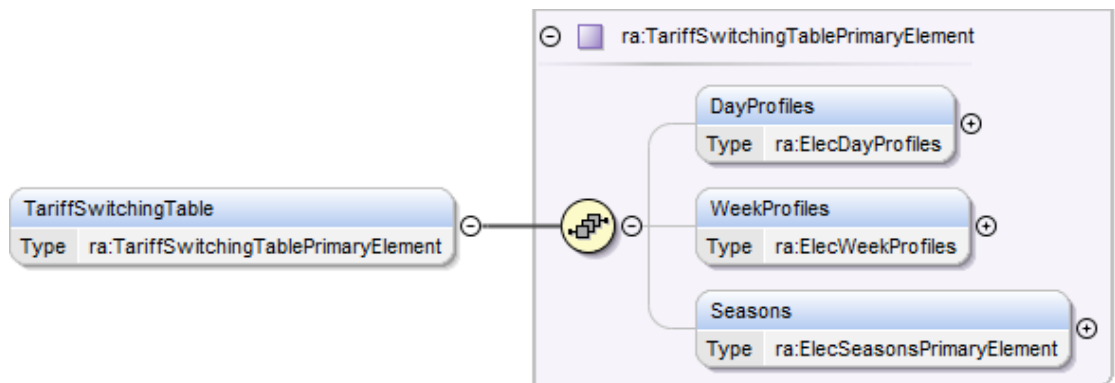 ra:TariffSwitchingTablePrimaryElement
DayProfiles
Type ra:ElecDayProfiles
TariffSwitchingTable
Type ra:TariffSwitchingTablePrimaryElement
WeekProfiles
Type ra:ElecWeekProfiles
Seasons
Type ra:ElecSeasonsPrimaryElement